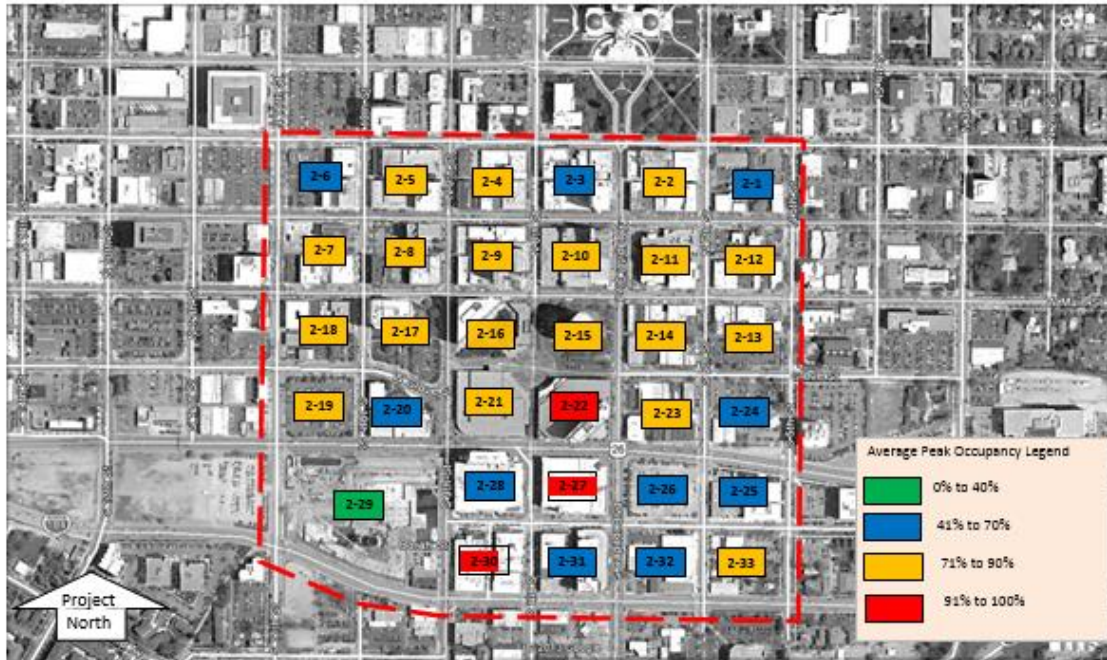 2-6 2-5 2-4 2-3 2-2 2-1
2-7 2-8 2-9 2-10 2-11 2-12
2-18 2-17 2-16 2-15 2-14 2-13
2-19 2-20 2-21 2-22 2-23 2-24
2-29 2-28 2-27 2-26 2-25
2-30 2-31 2-32 2-33
Average Peak Occupancy Legend
0% to 40%
41% to 70%
71% to 90%
91% to 100%
Project
North